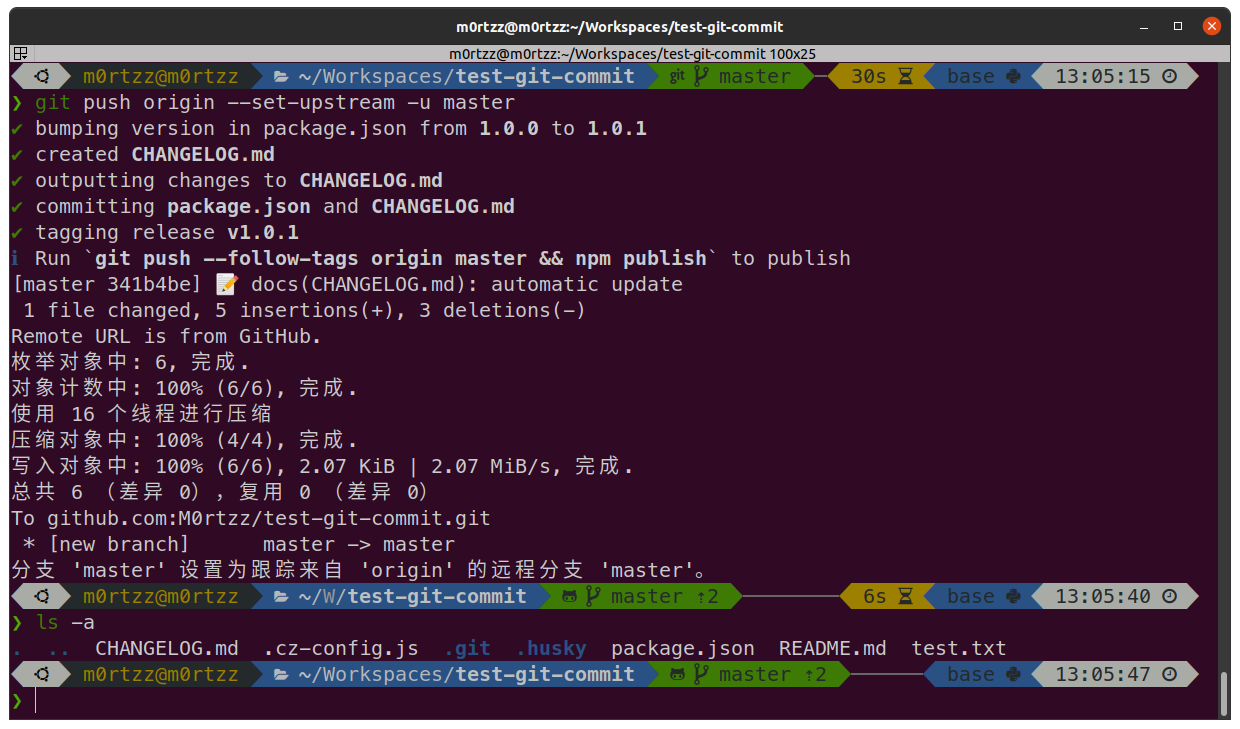 m0rtzz@m0rtzz:~/Workspaces/test-git-commit
m0rtzz@m0rtzz:~/Workspaces/test-git-commit 100x25
m0rtzz@m0rtzz ~/Workspaces/test-git-commit git master 30s base 13:05:15
❯ git push origin --set-upstream -u master
✔ bumping version in package.json from 1.0.0 to 1.0.1
✔ created CHANGELOG.md
✔ outputting changes to CHANGELOG.md
✔ committing package.json and CHANGELOG.md
✔ tagging release v1.0.1
ℹ Run `git push --follow-tags origin master && npm publish` to publish
[master 341b4be] 📝 docs(CHANGELOG.md): automatic update
1 file changed, 5 insertions(+), 3 deletions(-)
Remote URL is from GitHub.
枚举对象中: 6, 完成.
对象计数中: 100% (6/6), 完成.
使用 16 个线程进行压缩
压缩对象中: 100% (4/4), 完成.
写入对象中: 100% (6/6), 2.07 KiB | 2.07 MiB/s, 完成.
总共 6 （差异 0），复用 0 （差异 0）
To github.com:M0rtzz/test-git-commit.git
* [new branch] master -> master
分支 'master' 设置为跟踪来自 'origin' 的远程分支 'master'。
m0rtzz@m0rtzz ~/W/test-git-commit master ⇡2 6s base 13:05:40
❯ ls -a
. .. CHANGELOG.md .cz-config.js .git .husky package.json README.md test.txt
m0rtzz@m0rtzz ~/Workspaces/test-git-commit master ⇡2 base 13:05:47
❯